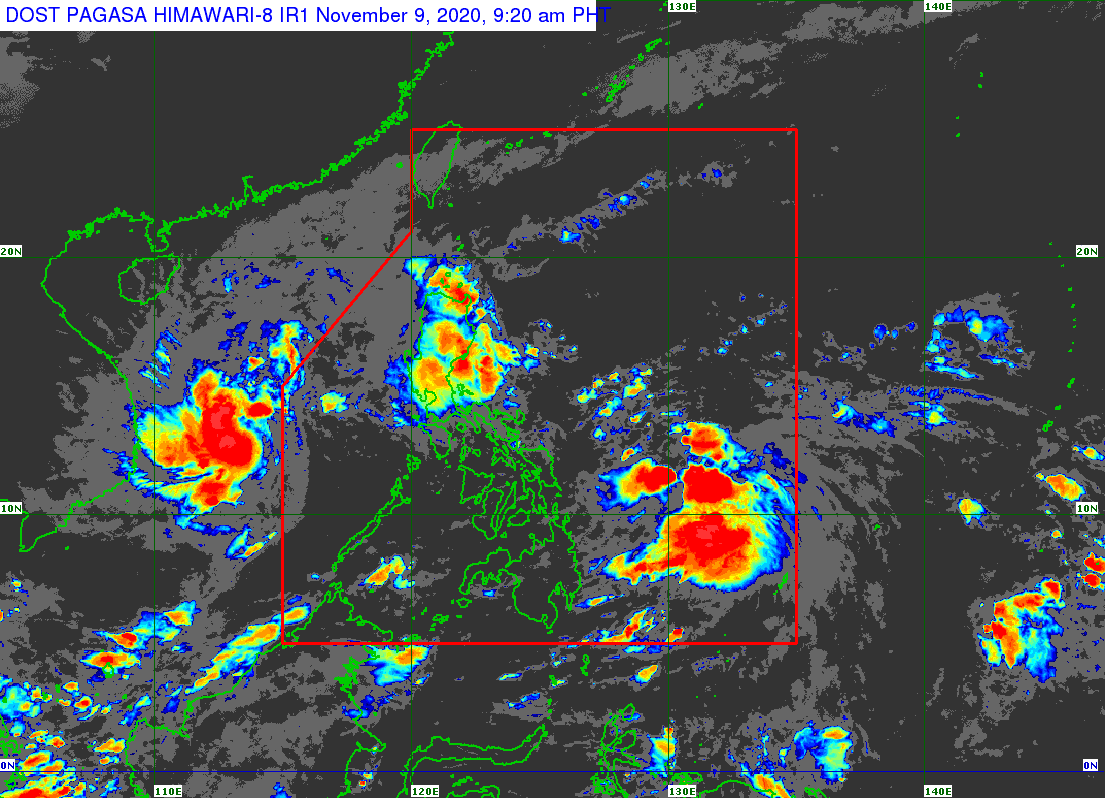 DOST PAGASA HIMAWARI-8 IR1 November 9, 2020, 9:20 am PHT
130E 140E
20N 20N
10N 10N
0N 0N
110E 120E 130E 140E